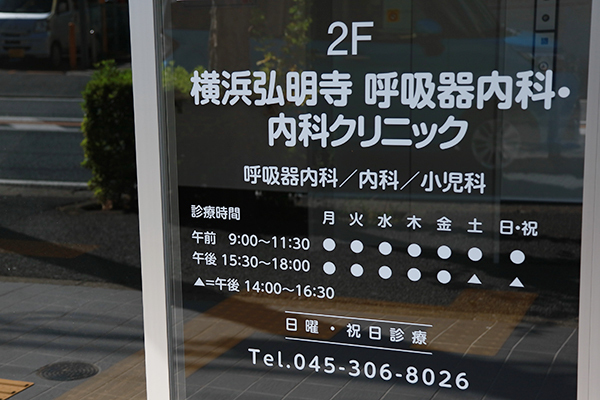 2F
横浜弘明寺 呼吸器内科・
内科クリニック
呼吸器内科／内科／小児科
診療時間 月 火 水 木 金 土 日・祝
午前 9:00～11:30 ● ● ● ● ● ● ●
午後 15:30～18:00 ● ● ● ● ● ▲ ▲
▲=午後 14:00～16:30
日曜・祝日診療
Tel.045-306-8026